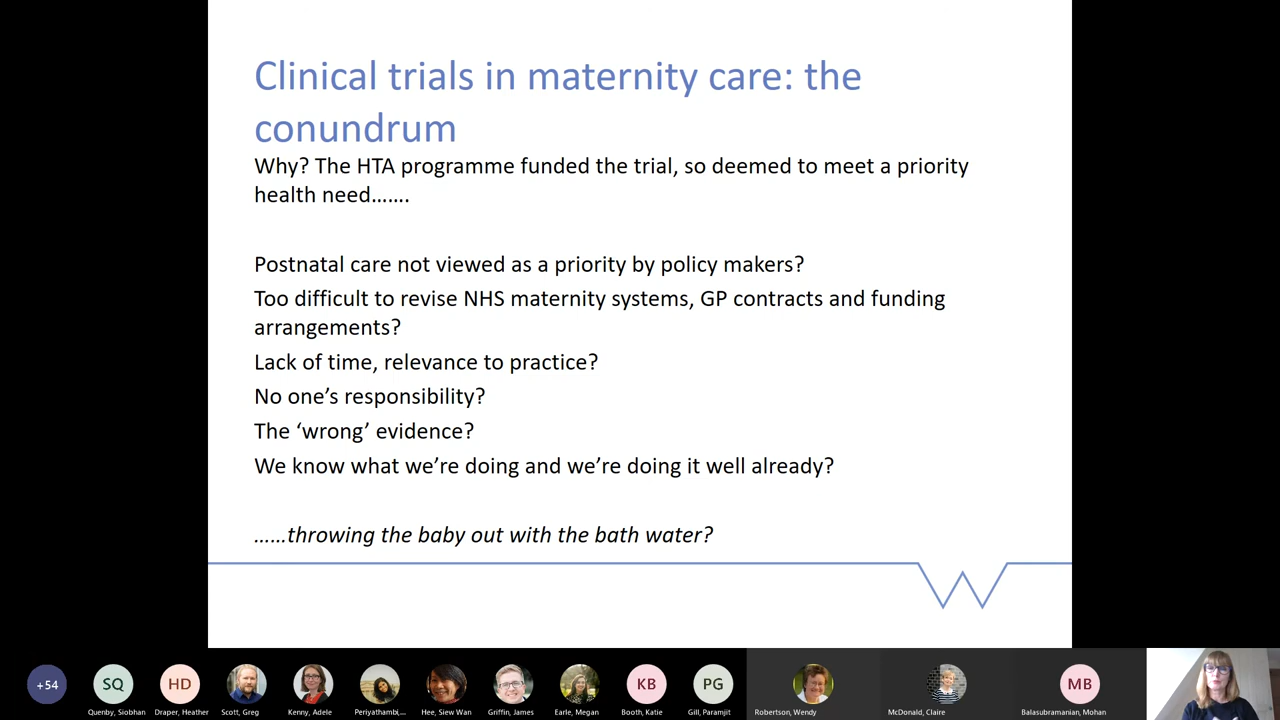 Clinical trials in maternity care: the
conundrum
Why? The HTA programme funded the trial, so deemed to meet a priority
health need…….
Postnatal care not viewed as a priority by policy makers?
Too difficult to revise NHS maternity systems, GP contracts and funding
arrangements?
Lack of time, relevance to practice?
No one’s responsibility?
The ‘wrong’ evidence?
We know what we’re doing and we’re doing it well already?
……throwing the baby out with the bath water?
+54
SQ
HD
KB
PG
MB
Quenby, Siobhan
Draper, Heather
Scott, Greg
Kenny, Adele
Periyathambi,...
Hee, Siew Wan
Griffin, James
Earle, Megan
Booth, Katie
Gill, Paramjit
Robertson, Wendy
McDonald, Claire
Balasubramanian, Mohan